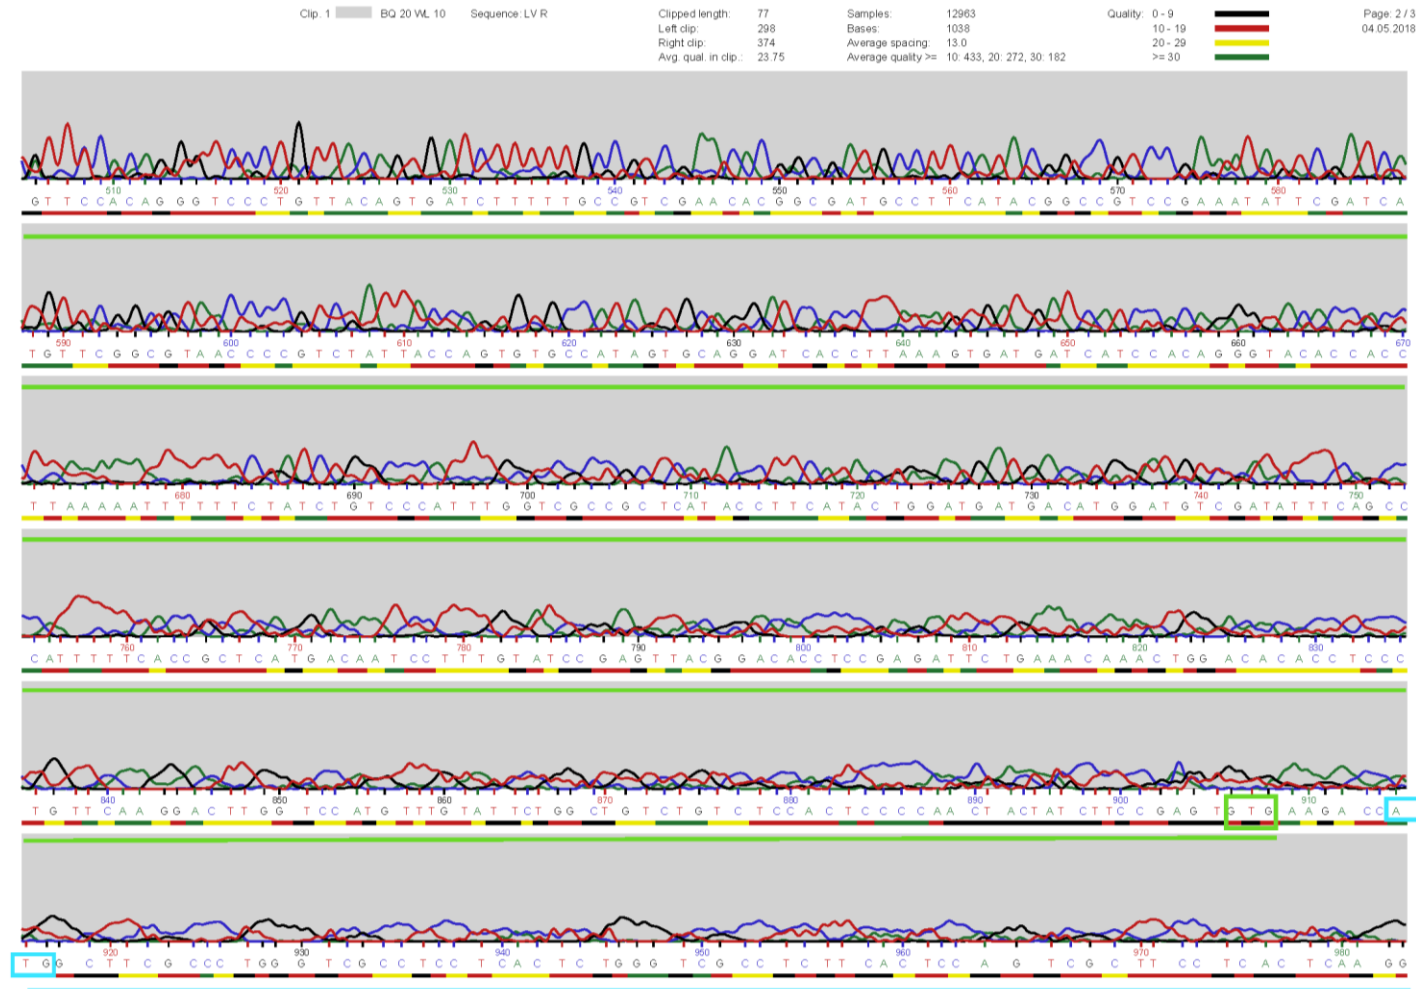 Clip. 1 BQ 20 WL 10 Sequence: LV R Clipped length: 77 Samples: 12963 Quality: 0 - 9 Page: 2 / 3
Left clip: 298 Bases: 1038 10 - 19 04.05.2018
Right clip: 374 Average spacing: 13.0 20 - 29
Avg. qual. in clip.: 23.75 Average quality >= 10: 433, 20: 272, 30: 182 >= 30
510 520 530 540 550 560 570 580
G T T C C A C A G G G T C C C T G T T A C A G T G A T C T T T T T G C C G T C G A A C A C G G C G A T G C C T T C A T A C G G C C G T C C G A A A T A T T C G A T C A
590 600 610 620 630 640 650 660 670
T G T T C G G C G T A A C C C C G T C T A T T A C C A G T G T G C C A T A G T G C A G G A T C A C C T T A A A G T G A T G A T C A T C C A C A G G G T A C A C C A C C
680 690 700 710 720 730 740 750
T T A A A A A T T T T T T C T A T C T G T C C C A T T T G G T C G C C G C T C A T A C C T T C A T A C T G G A T G A T G A C A T G G A T G T C G A T A T T T C A G C C
760 770 780 790 800 810 820 830
C A T T T T T C A C C G C T C A T G A C A A T C C T T T G T A T C C G A G T T A C G G A C A C C T C C G A G A T T C T G A A A C A A A C T G G A C A C A C C T C C C
840 850 860 870 880 890 900 910
T G T T C A A G G A C T T G G T C C A T G T T T G T A T T C T G G C T G T C T G T C T C C A C T C C C C A A C T A C T A T C T T C C G A G T G T G A A G A C C A
T G G C T T C G C C C T G G G T C G C C T C C T C A C T C T G G G T C G C C T C T T C A C T C C A G T C G C T T C C T C A C T C A A G G
920 930 940 950 960 970 980